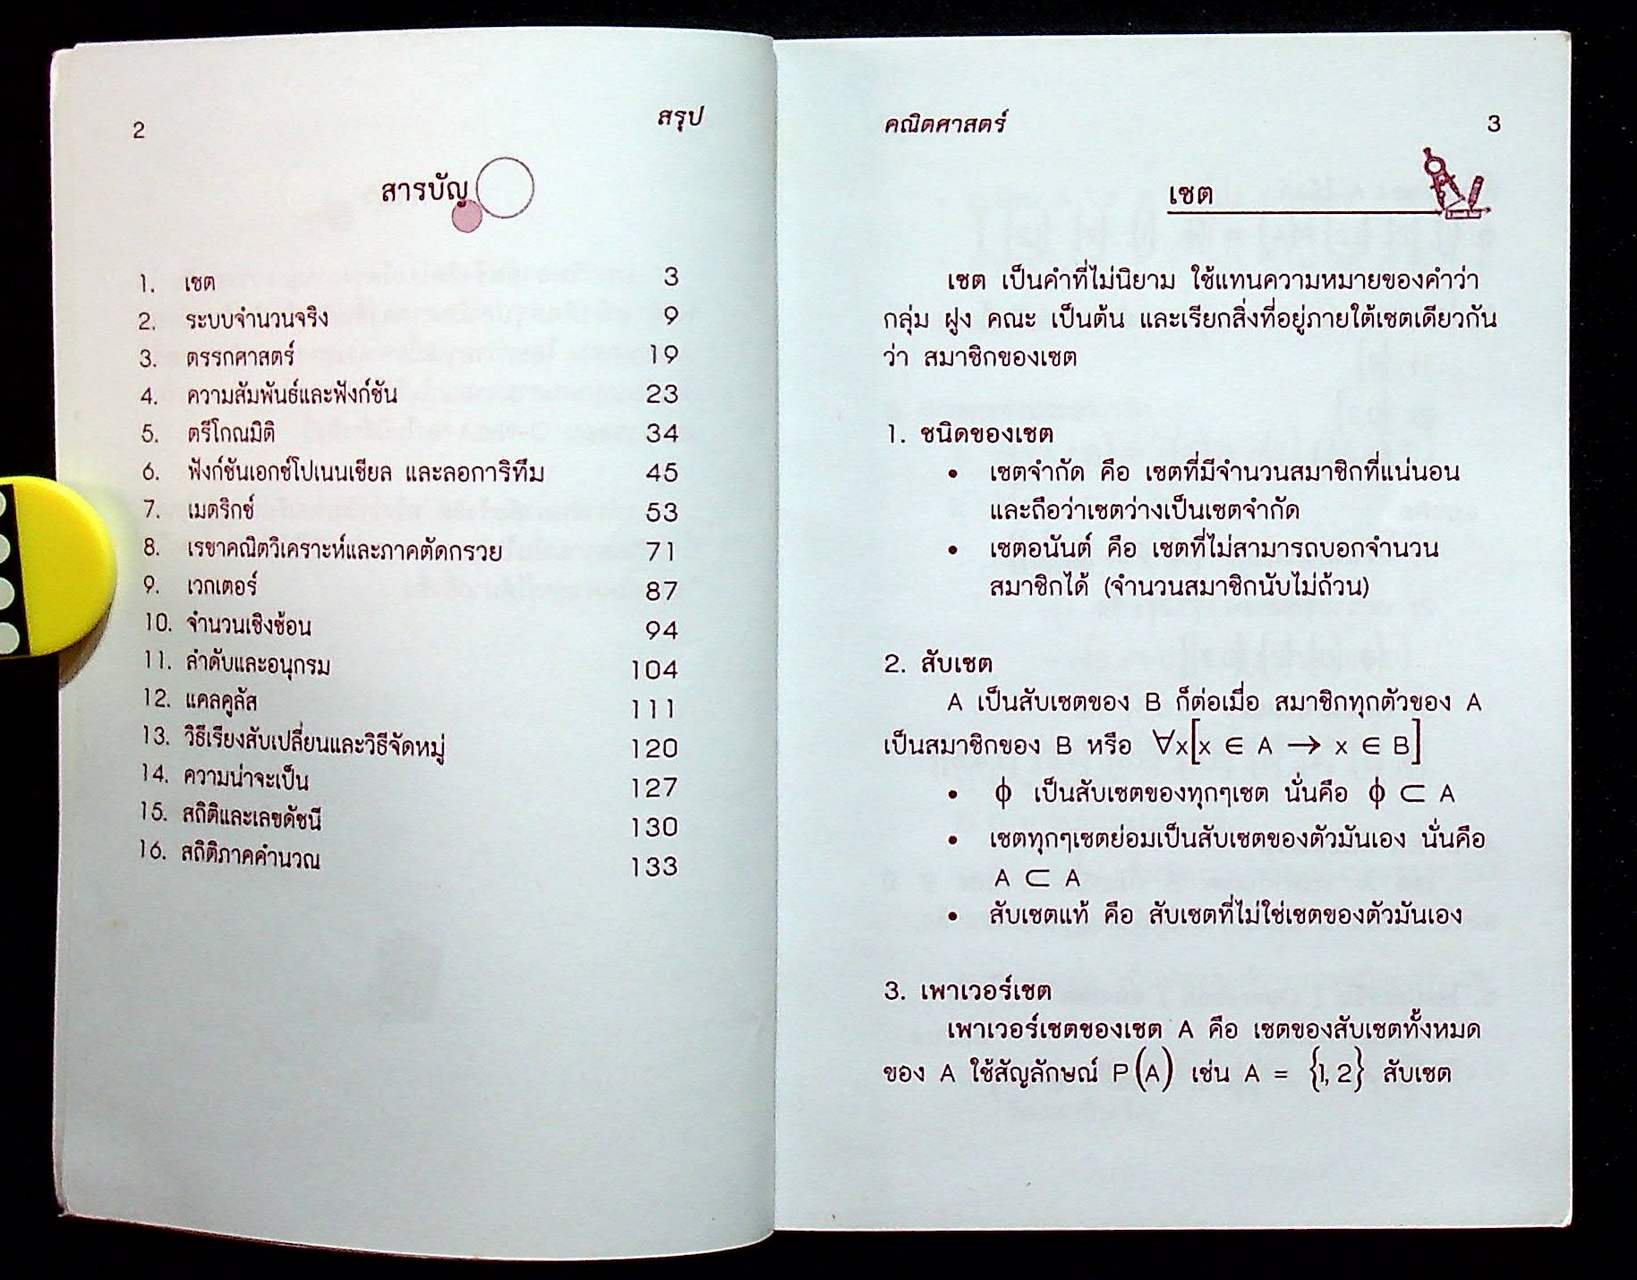 2
สรุป
สารบัญ
1. เซต 3
2. ระบบจำนวนจริง 9
3. ตรรกศาสตร์ 19
4. ความสัมพันธ์และฟังก์ชัน 23
5. ตรีโกณมิติ 34
6. ฟังก์ชันเอกซ์โปเนนเชียล และลอการิทึม 45
7. เมตริกซ์ 53
8. เรขาคณิตวิเคราะห์และภาคตัดกรวย 71
9. เวกเตอร์ 87
10. จำนวนเชิงซ้อน 94
11. ลำดับและอนุกรม 104
12. แคลคูลัส 111
13. วิธีเรียงสับเปลี่ยนและวิธีจัดหมู่ 120
14. ความน่าจะเป็น 127
15. สถิติและเลขดัชนี 130
16. สถิติภาคคำนวณ 133
คณิตศาสตร์ 3
เซต
เซต เป็นคำที่ไม่นิยาม ใช้แทนความหมายของคำว่า
กลุ่ม ฝูง คณะ เป็นต้น และเรียกสิ่งที่อยู่ภายใต้เซตเดียวกัน
ว่า สมาชิกของเซต
1. ชนิดของเซต
• เซตจำกัด คือ เซตที่มีจำนวนสมาชิกที่แน่นอน
และถือว่าเซตว่างเป็นเซตจำกัด
• เซตอนันต์ คือ เซตที่ไม่สามารถบอกจำนวน
สมาชิกได้ (จำนวนสมาชิกนับไม่ถ้วน)
2. สับเซต
A เป็นสับเซตของ B ก็ต่อเมื่อ สมาชิกทุกตัวของ A
เป็นสมาชิกของ B หรือ ∀x[x ∈ A → x ∈ B]
• ϕ เป็นสับเซตของทุกๆเซต นั่นคือ ϕ ⊂ A
• เซตทุกๆเซตย่อมเป็นสับเซตของตัวมันเอง นั่นคือ
A ⊂ A
• สับเซตแท้ คือ สับเซตที่ไม่ใช่เซตของตัวมันเอง
3. เพาเวอร์เซต
เพาเวอร์เซตของเซต A คือ เซตของสับเซตทั้งหมด
ของ A ใช้สัญลักษณ์ P(A) เช่น A = {1, 2} สับเซต